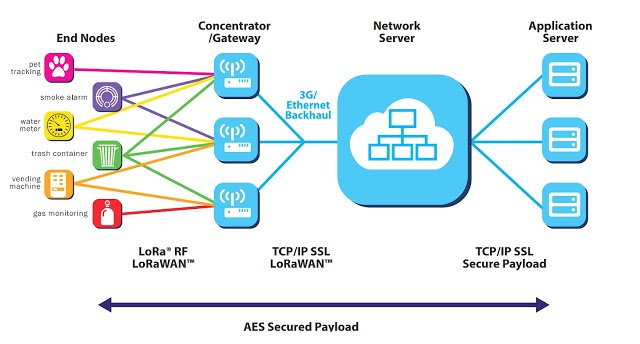 End Nodes
Concentrator
/Gateway
Network
Server
Application
Server
pet
tracking
smoke alarm
water
meter
trash container
vending
machine
gas monitoring
3G/
Ethernet
Backhaul
LoRa® RF
LoRaWAN™
TCP/IP SSL
LoRaWAN™
TCP/IP SSL
Secure Payload
AES Secured Payload